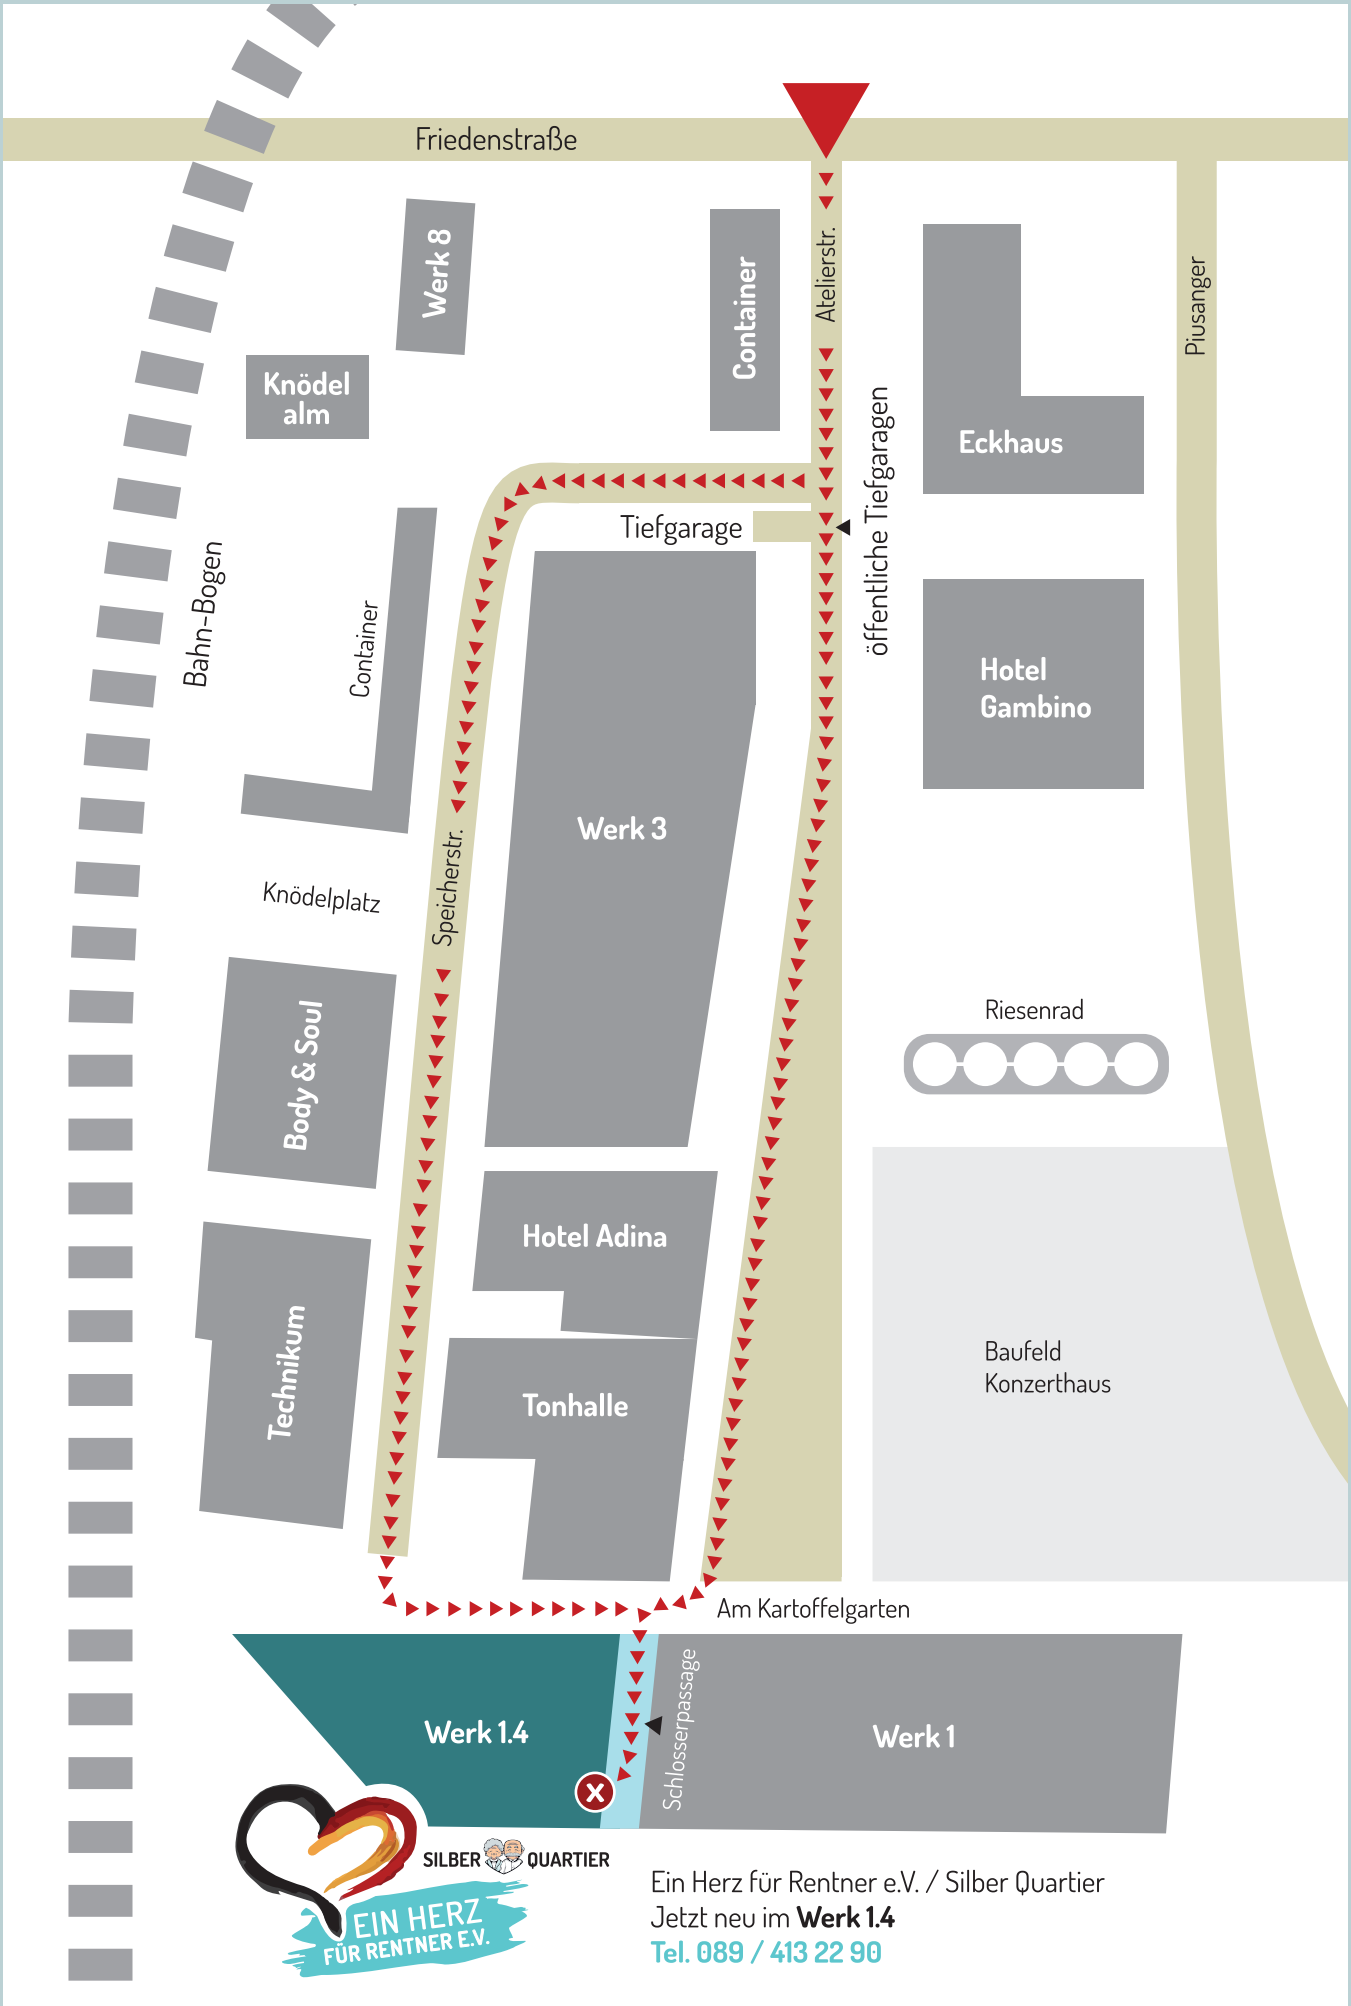 Friedenstraße
Werk 8
Container
Atelierstr.
Piusanger
Knödel
alm
öffentliche Tiefgaragen
Eckhaus
Tiefgarage
Bahn-Bogen
Container
Hotel
Gambino
Werk 3
Speicherstr.
Knödelplatz
Riesenrad
Body & Soul
Hotel Adina
Technikum
Tonhalle
Baufeld
Konzerthaus
Am Kartoffelgarten
Schlosserpassage
Werk 1.4
Werk 1
x
SILBER QUARTIER
EIN HERZ
FÜR RENTNER E.V.
Ein Herz für Rentner e.V. / Silber Quartier
Jetzt neu im Werk 1.4
Tel. 089 / 413 22 90